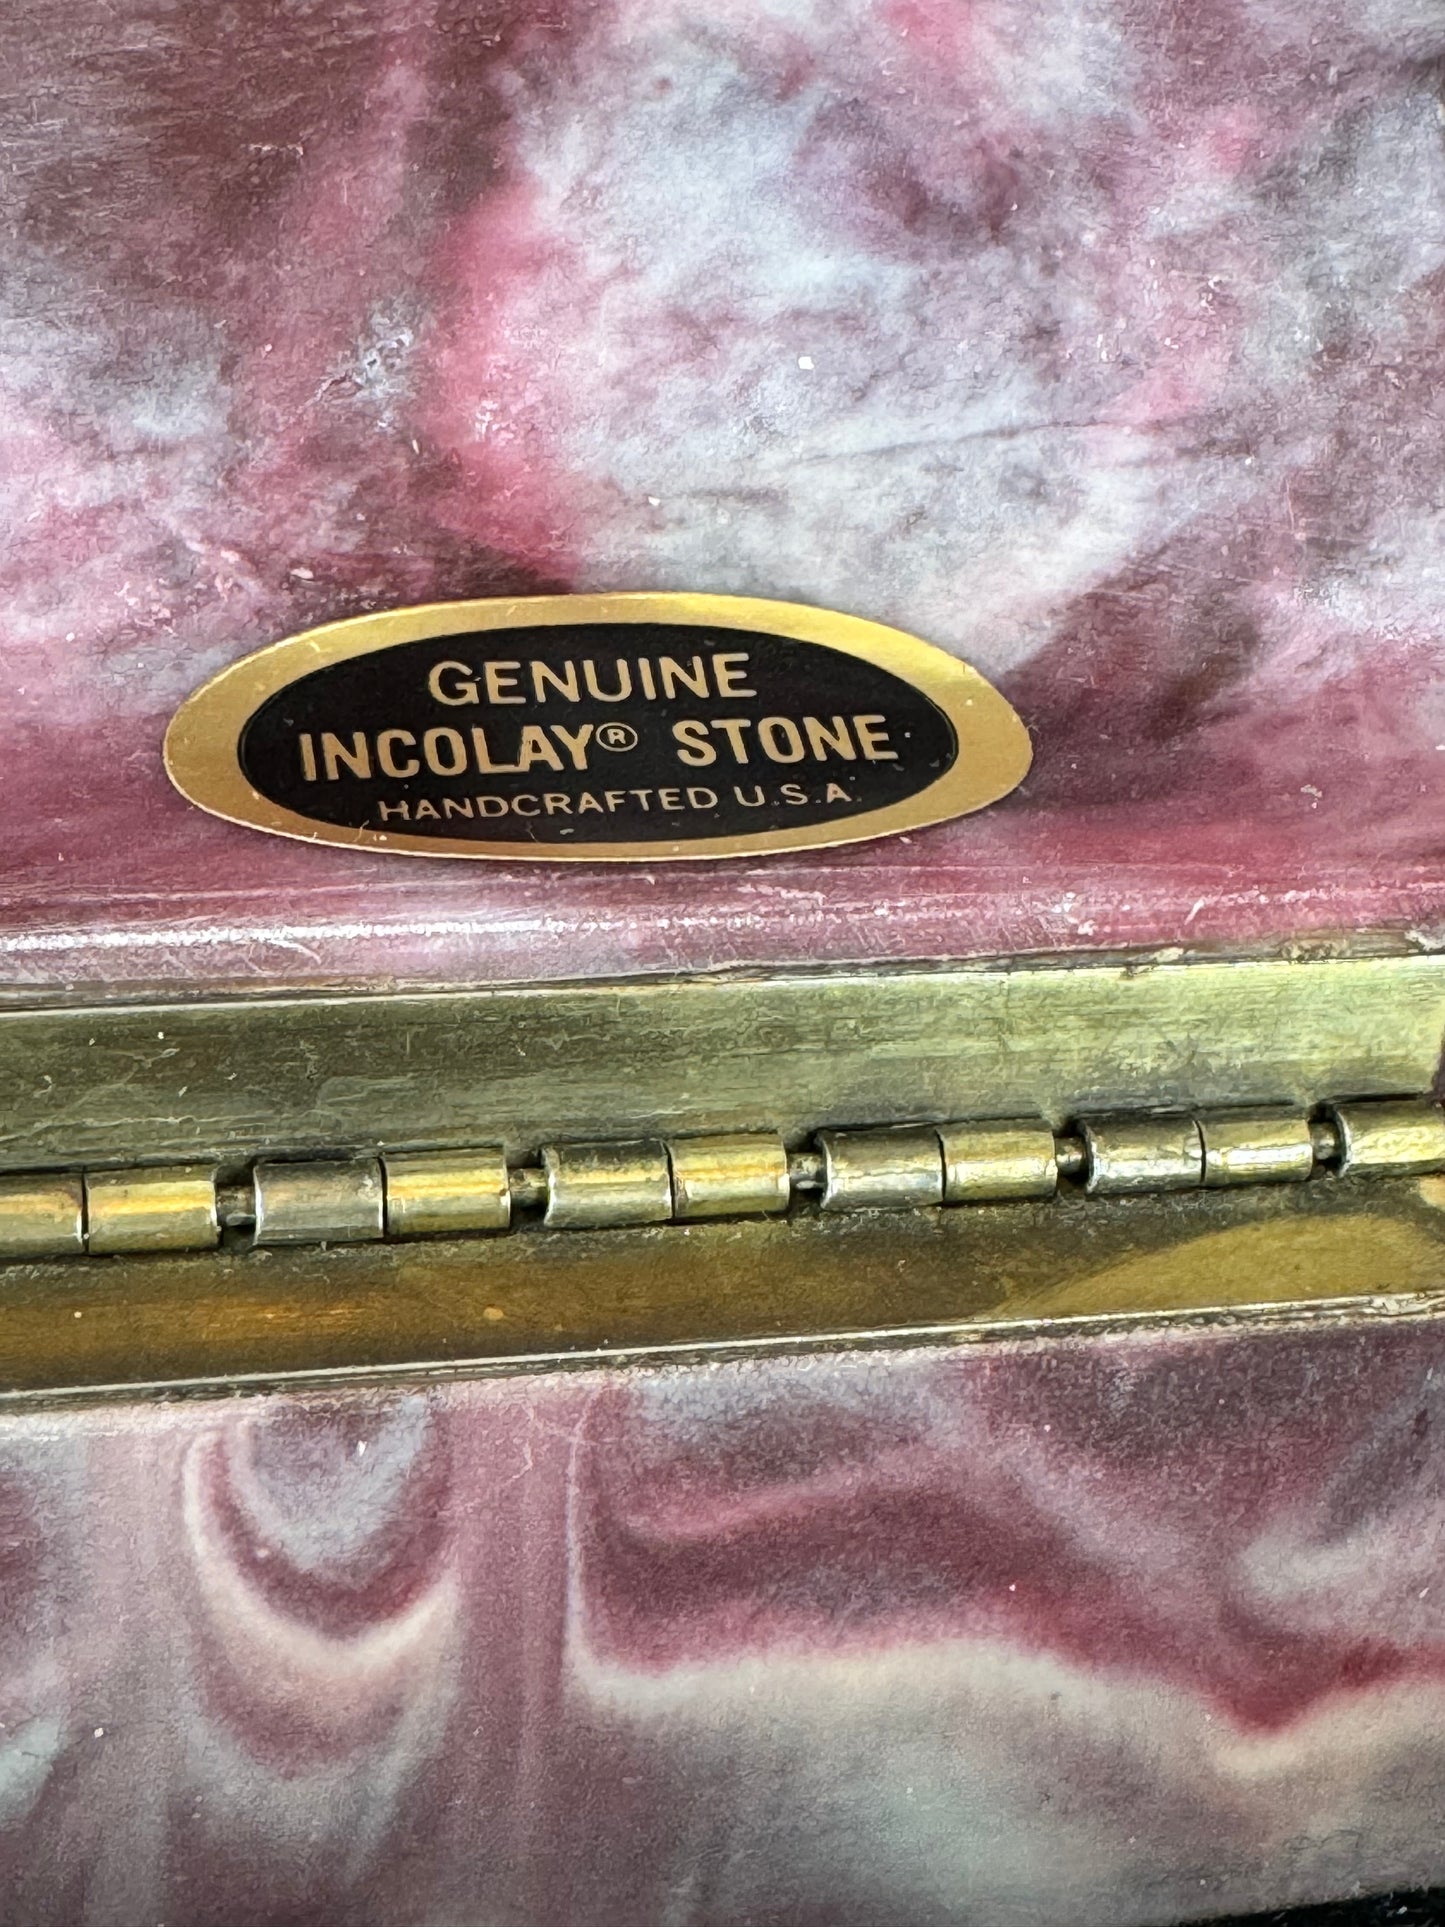 GENUINE
INCOLAY® STONE
HANDCRAFTED U.S.A.